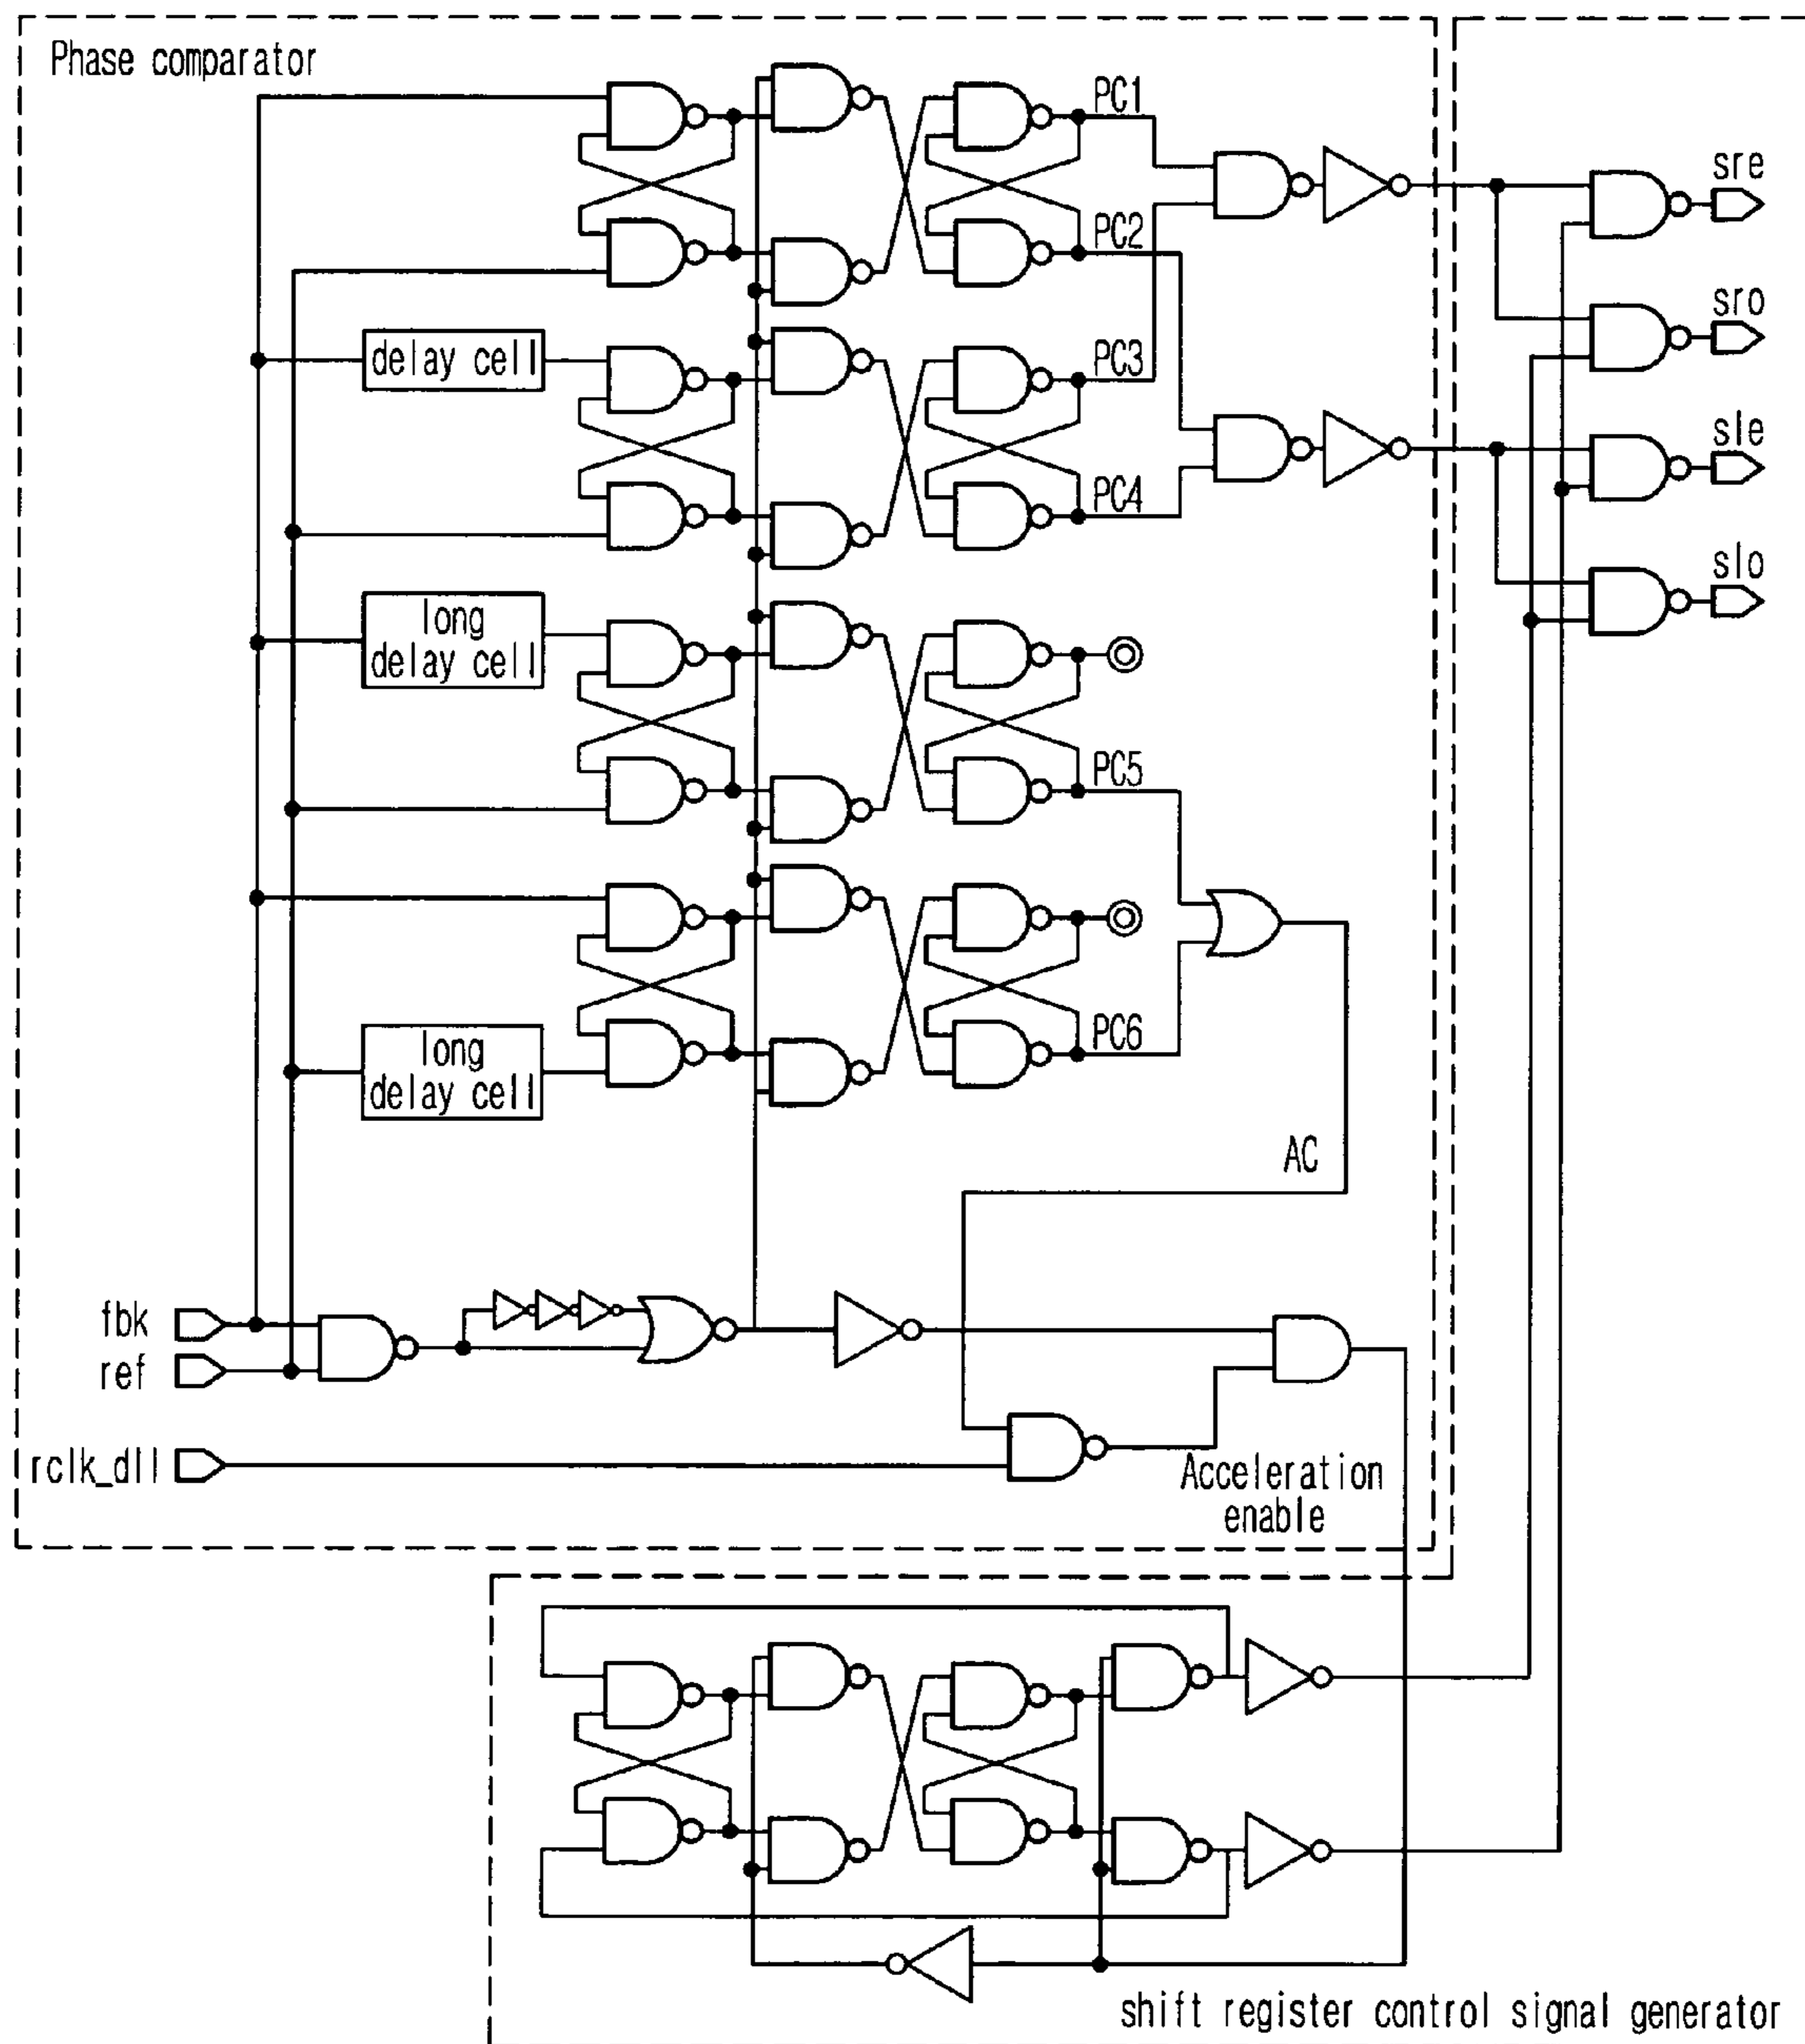 Phase comparator
PC1
sre
PC2
sro
delay cell
PC3
sle
PC4
slo
long
delay cell
PC5
long
delay cell
PC6
AC
fbk
ref
rclk_dll
Acceleration
enable
shift register control signal generator